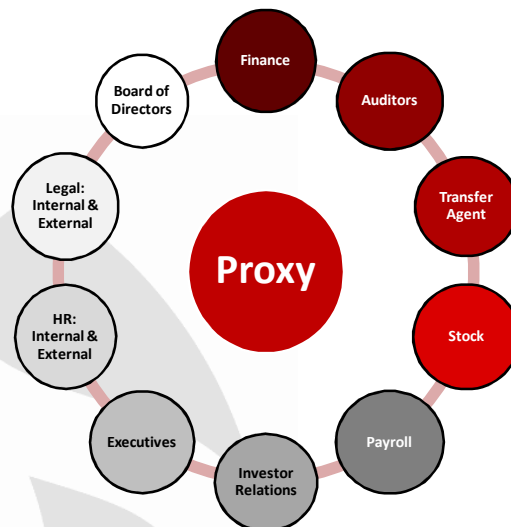 Finance
Auditors
Transfer
Agent
Stock
Payroll
Investor
Relations
Executives
HR:
Internal &
External
Legal:
Internal &
External
Board of
Directors
Proxy